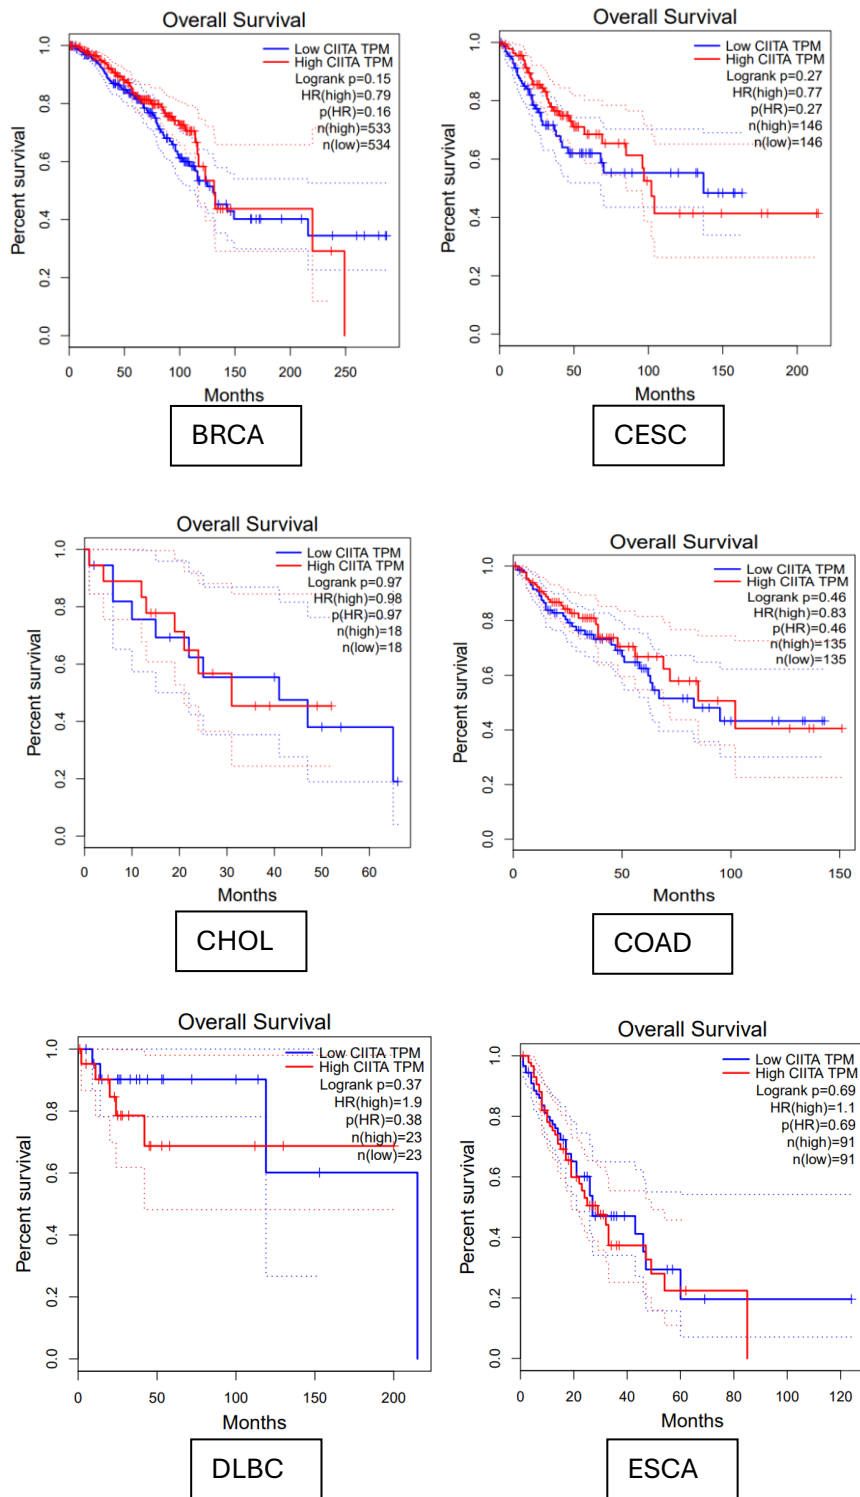 Overall Survival
Low CIITA TPM
High CIITA TPM
Logrank p=0.15
HR(high)=0.79
p(HR)=0.16
n(high)=533
n(low)=534
Percent survival
0.0 0.2 0.4 0.6 0.8 1.0
0 50 100 150 200 250
Months
BRCA
Overall Survival
Low CIITA TPM
High CIITA TPM
Logrank p=0.27
HR(high)=0.77
p(HR)=0.27
n(high)=146
n(low)=146
Percent survival
0.0 0.2 0.4 0.6 0.8 1.0
0 50 100 150 200
Months
CESC
Overall Survival
Low CIITA TPM
High CIITA TPM
Logrank p=0.97
HR(high)=0.98
p(HR)=0.97
n(high)=18
n(low)=18
Percent survival
0.0 0.2 0.4 0.6 0.8 1.0
0 10 20 30 40 50 60
Months
CHOL
Overall Survival
Low CIITA TPM
High CIITA TPM
Logrank p=0.46
HR(high)=0.83
p(HR)=0.46
n(high)=135
n(low)=135
Percent survival
0.0 0.2 0.4 0.6 0.8 1.0
0 50 100 150
Months
COAD
Overall Survival
Low CIITA TPM
High CIITA TPM
Logrank p=0.37
HR(high)=1.9
p(HR)=0.38
n(high)=23
n(low)=23
Percent survival
0.0 0.2 0.4 0.6 0.8 1.0
0 50 100 150 200
Months
DLBC
Overall Survival
Low CIITA TPM
High CIITA TPM
Logrank p=0.69
HR(high)=1.1
p(HR)=0.69
n(high)=91
n(low)=91
Percent survival
0.0 0.2 0.4 0.6 0.8 1.0
0 20 40 60 80 100 120
Months
ESCA